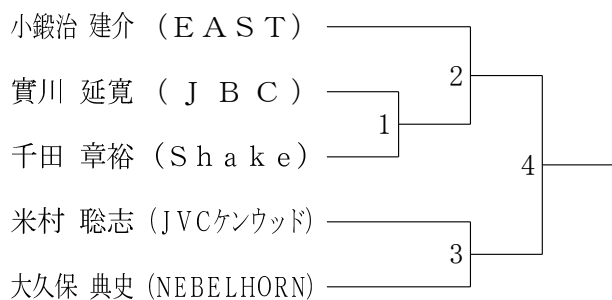 小鍛治 建介 （ＥＡＳＴ）
2
實川 延寛 （ＪＢＣ）
1
千田 章裕 （Ｓｈａｋｅ）
4
米村 聡志 (JVCケンウッド)
3
大久保 典史 (NEBELHORN)